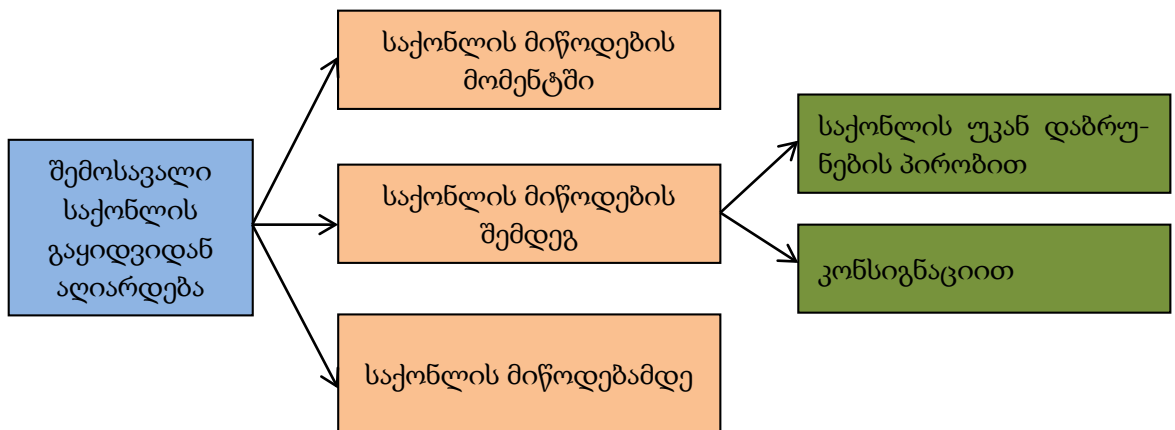 შემოსავალი
საქონლის
გაყიდვიდან
აღიარდება
საქონლის მიწოდების
მომენტში
საქონლის მიწოდების
შემდეგ
საქონლის მიწოდებამდე
საქონლის უკან დაბრუ-
ნების პირობით
კონსიგნაციით